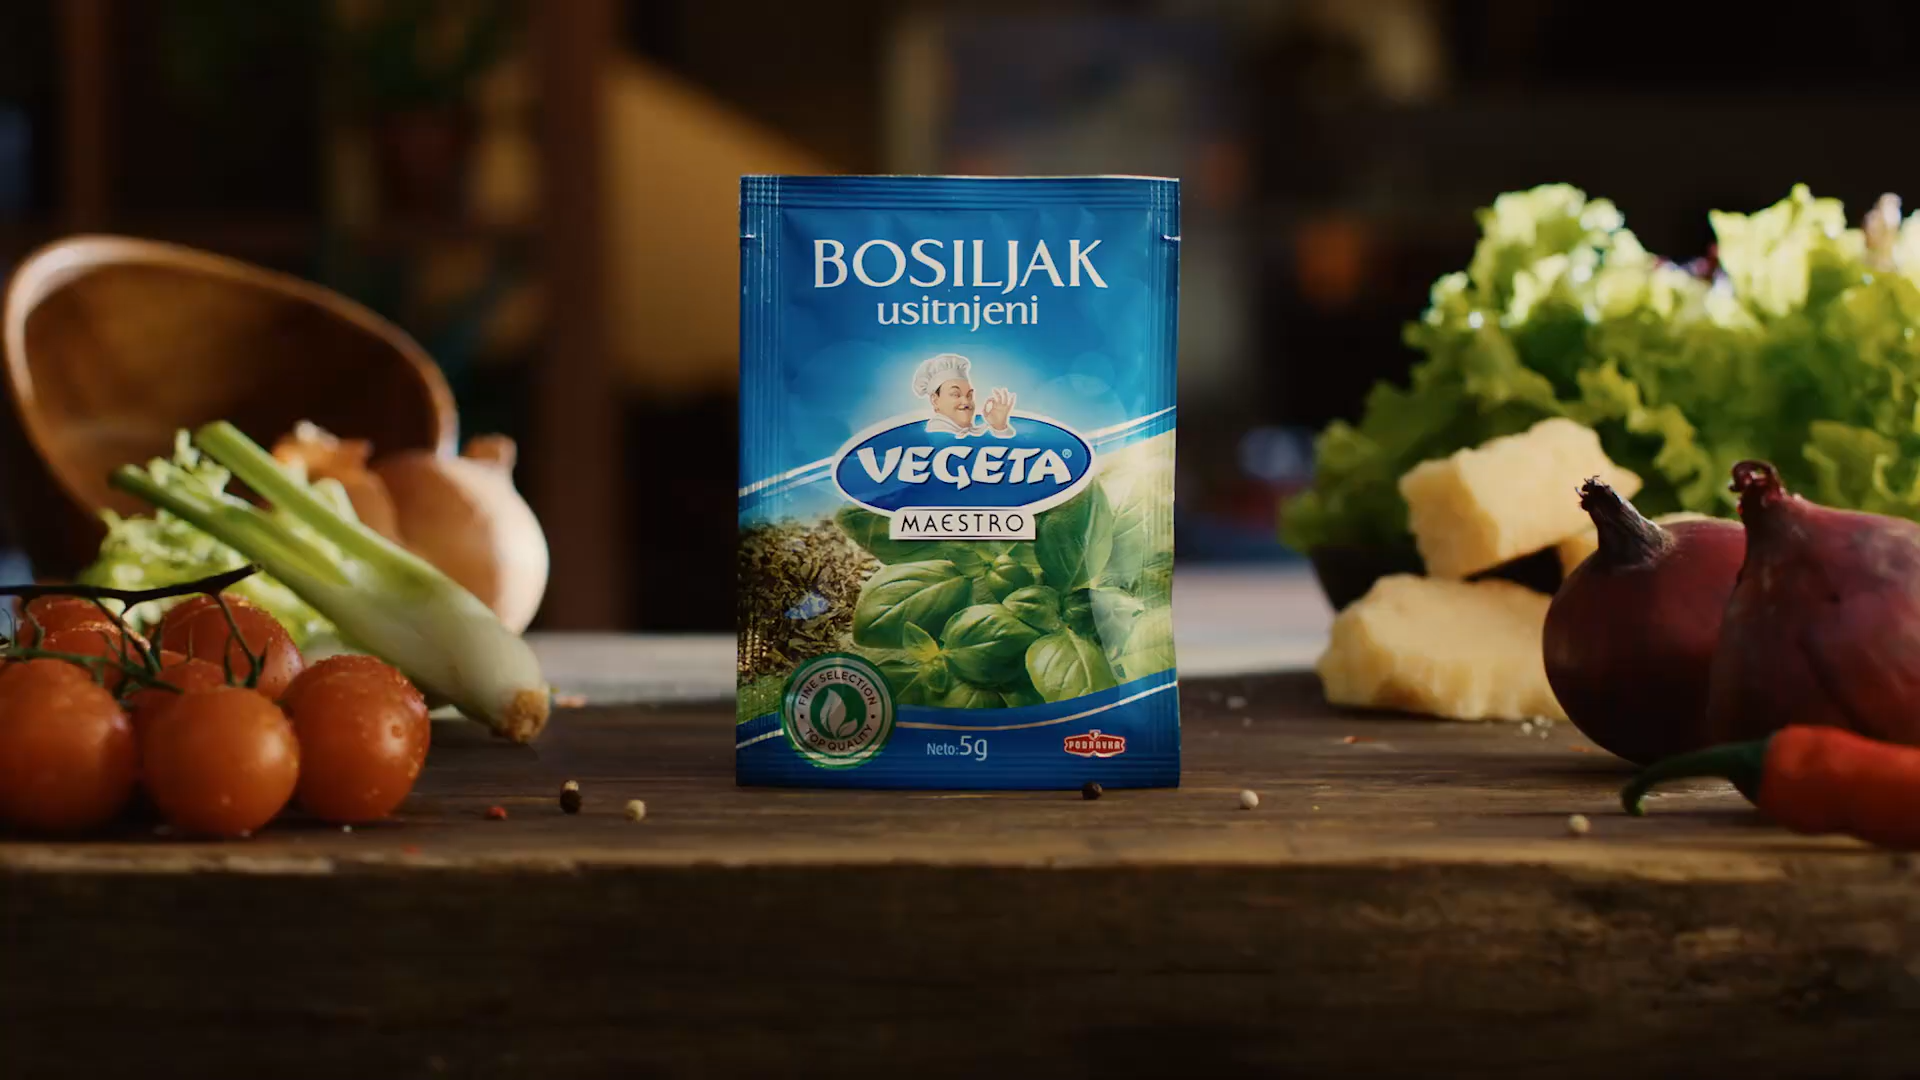 BOSILJAK
usitnjeni
VEGETA®
MAESTRO
FINE SELECTION
TOP QUALITY
Neto: 5g
PODRAVKA